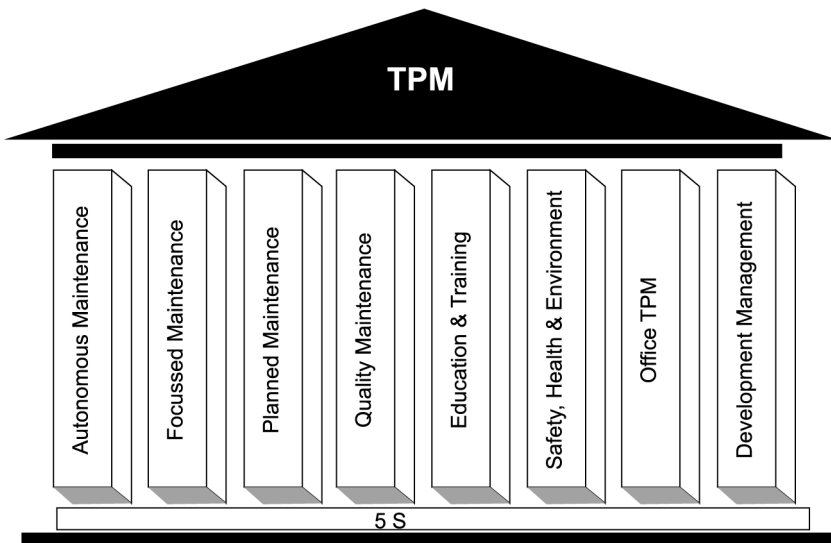 TPM
Autonomous Maintenance
Focussed Maintenance
Planned Maintenance
Quality Maintenance
Education & Training
Safety, Health & Environment
Office TPM
Development Management
5 S